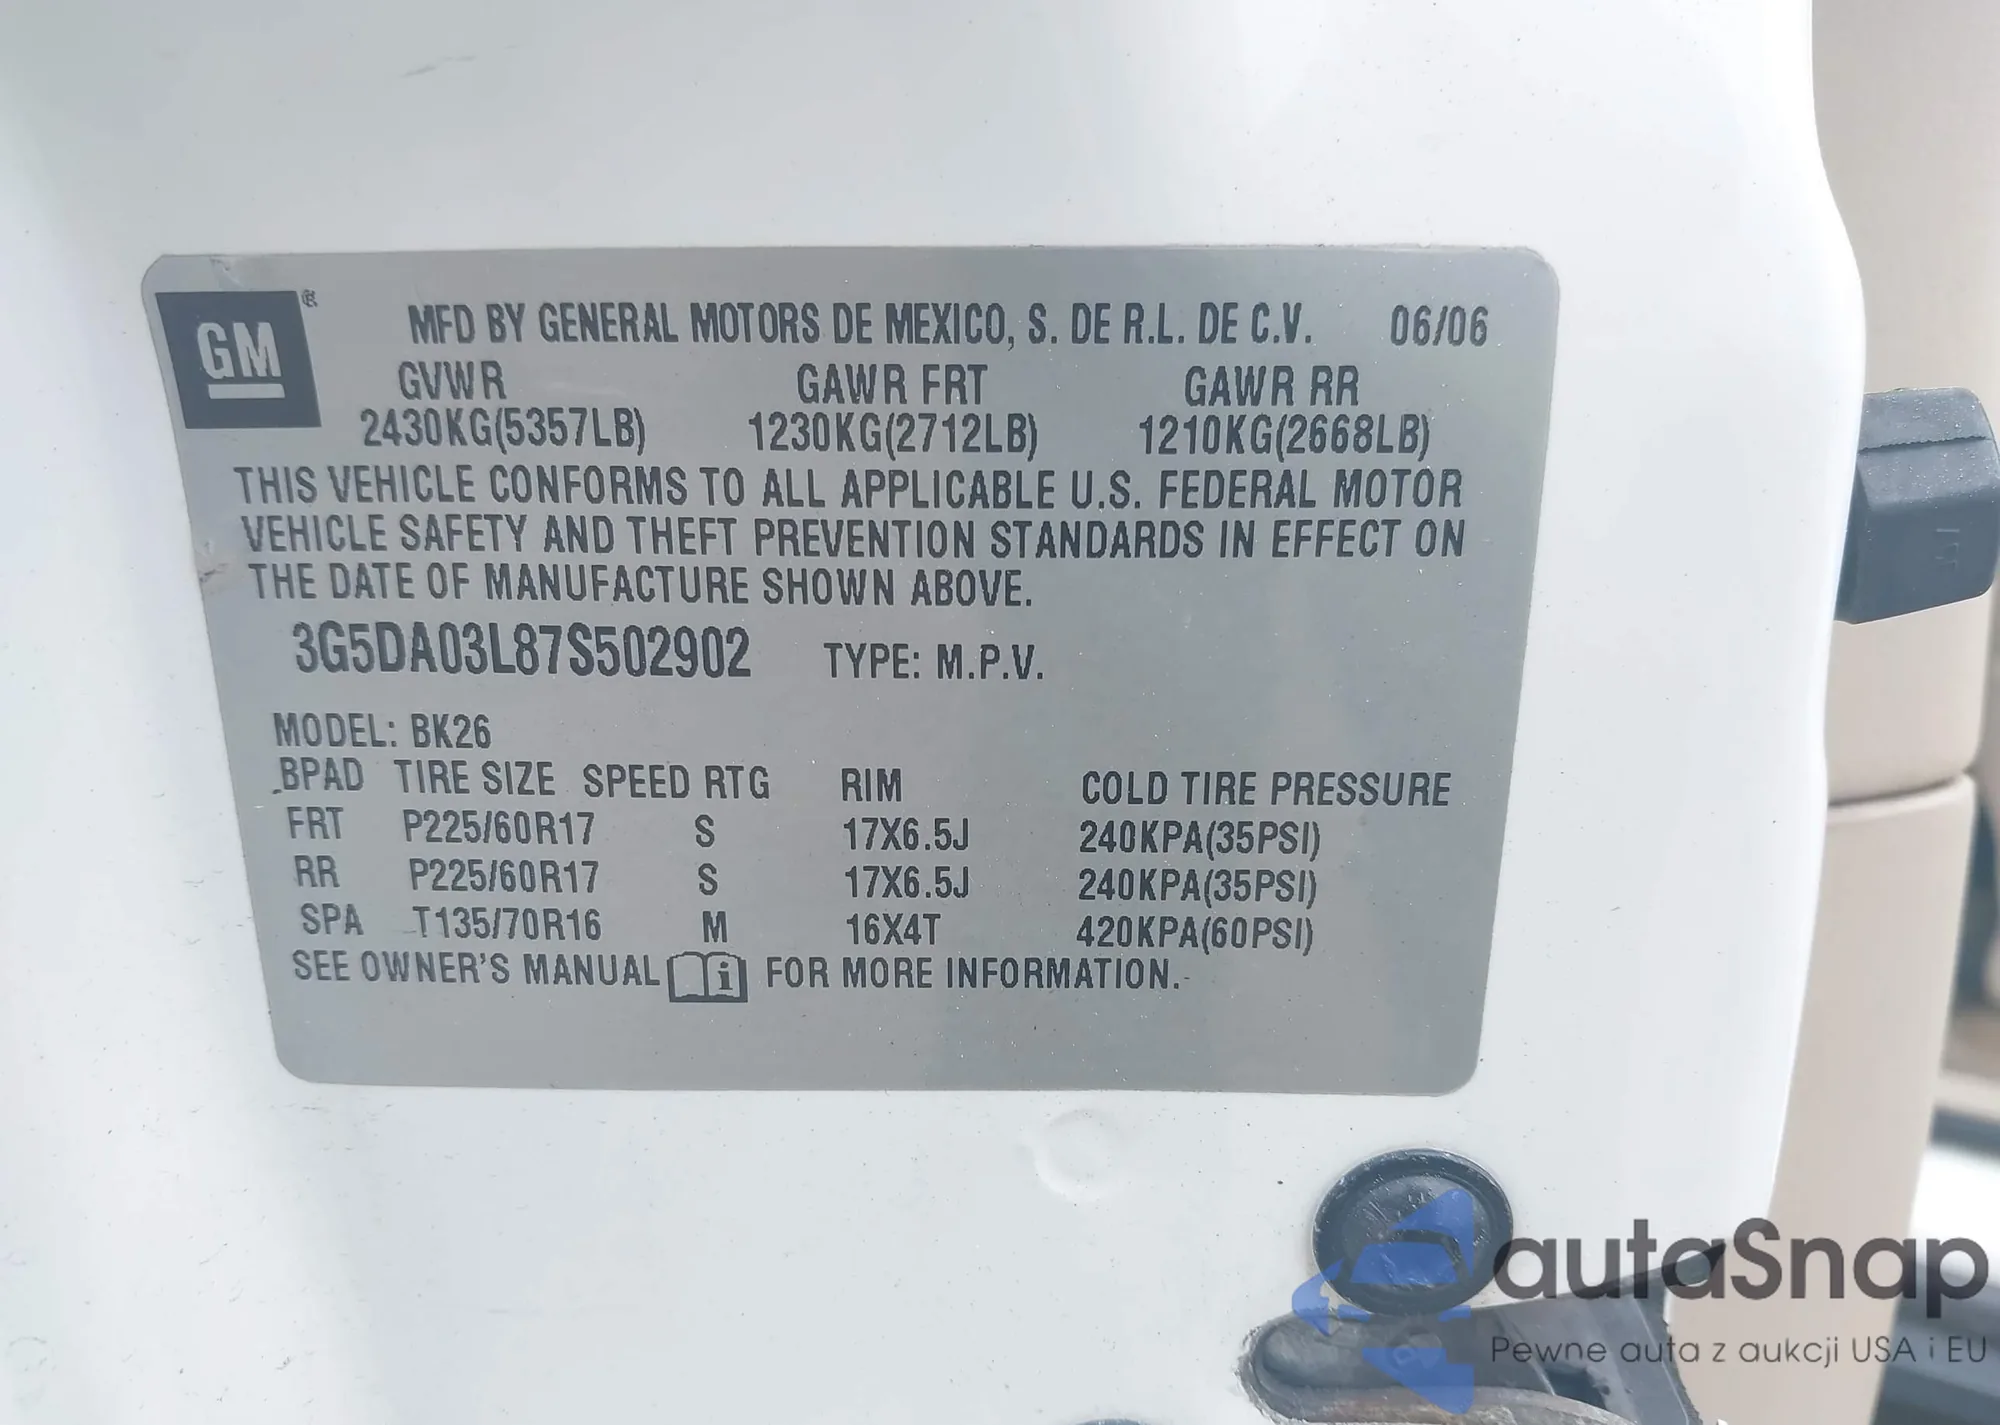 GM ®
MFD BY GENERAL MOTORS DE MEXICO, S. DE R.L. DE C.V. 06/06
GVWR GAWR FRT GAWR RR
2430KG(5357LB) 1230KG(2712LB) 1210KG(2668LB)
THIS VEHICLE CONFORMS TO ALL APPLICABLE U.S. FEDERAL MOTOR
VEHICLE SAFETY AND THEFT PREVENTION STANDARDS IN EFFECT ON
THE DATE OF MANUFACTURE SHOWN ABOVE.
3G5DA03L87S502902 TYPE: M.P.V.
MODEL: BK26
BPAD TIRE SIZE SPEED RTG RIM COLD TIRE PRESSURE
FRT P225/60R17 S 17X6.5J 240KPA(35PSI)
RR P225/60R17 S 17X6.5J 240KPA(35PSI)
SPA T135/70R16 M 16X4T 420KPA(60PSI)
SEE OWNER'S MANUAL i FOR MORE INFORMATION.
autaSnap
Pewne auta z aukcji USA i EU